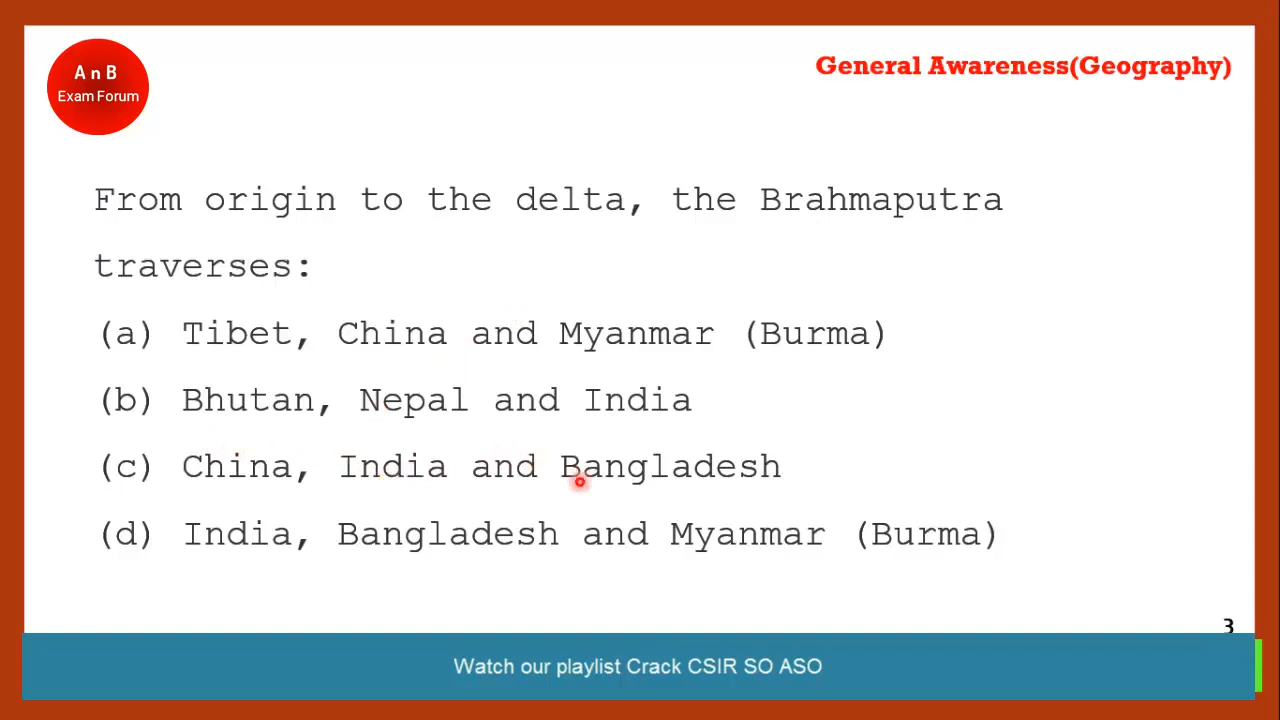 A n B
Exam Forum
General Awareness(Geography)
From origin to the delta, the Brahmaputra
traverses:
(a) Tibet, China and Myanmar (Burma)
(b) Bhutan, Nepal and India
(c) China, India and Bangladesh
(d) India, Bangladesh and Myanmar (Burma)
3
Watch our playlist Crack CSIR SO ASO